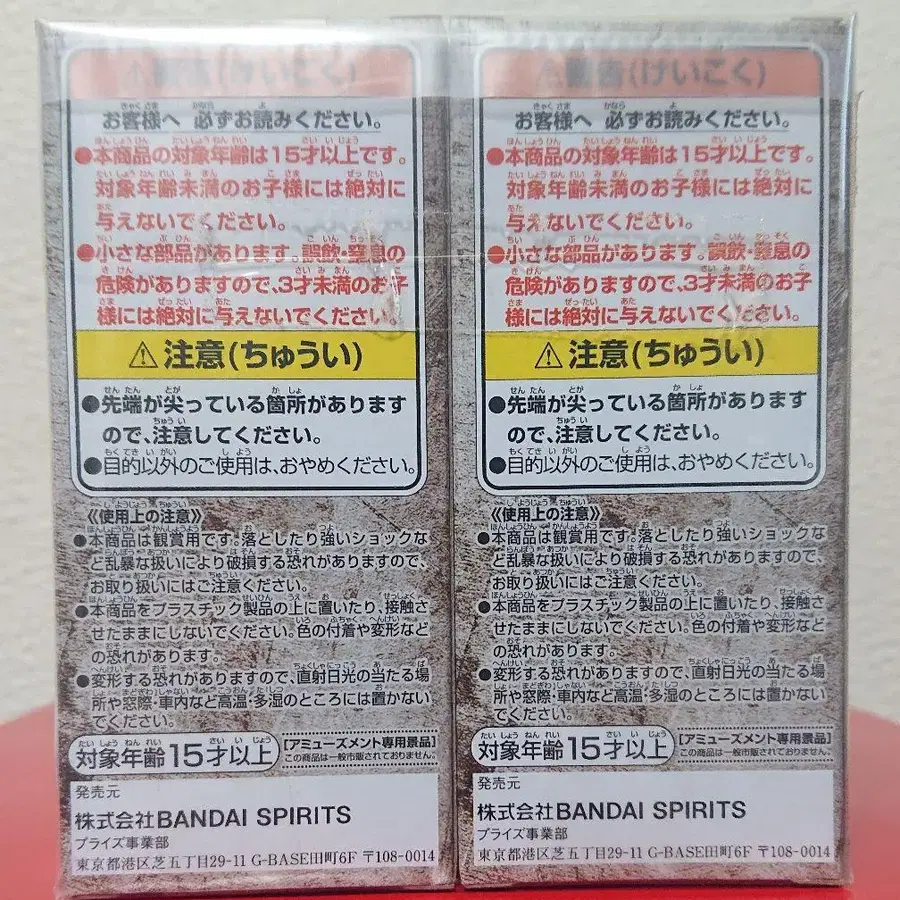 警告(けいこく)
お客様へ 必ずお読みください。
●本商品の対象年齢は15才以上です。
対象年齢未満のお子様には絶対に
与えないでください。
●小さな部品があります。誤飲・窒息の
危険がありますので、3才未満のお子
様には絶対に与えないでください。
⚠注意(ちゅうい)
●先端が尖っている箇所があります
ので、注意してください。
●目的以外のご使用は、おやめください。
《使用上の注意》
●本商品は観賞用です。落としたり強いショックな
ど乱暴な扱いにより破損する恐れがありますので、
お取り扱いにはご注意ください。
●本商品をプラスチック製品の上に置いたり、接触さ
せたままにしないでください。色の付着や変形など
の恐れがあります。
●変形する恐れがありますので、直射日光の当たる場
所や窓際・車内など高温・多湿のところには置かない
でください。
対象年齢15才以上
[アミューズメント専用景品]
この商品は一般市販されておりません。
発売元
株式会社BANDAI SPIRITS
プライズ事業部
東京都港区芝五丁目29-11 G-BASE田町6F 〒108-0014
警告(けいこく)
お客様へ 必ずお読みください。
●本商品の対象年齢は15才以上です。
対象年齢未満のお子様には絶対に
与えないでください。
●小さな部品があります。誤飲・窒息の
危険がありますので、3才未満のお子
様には絶対に与えないでください。
⚠注意(ちゅうい)
●先端が尖っている箇所があります
ので、注意してください。
●目的以外のご使用は、おやめください。
《使用上の注意》
●本商品は観賞用です。落としたり強いショックな
ど乱暴な扱いにより破損する恐れがありますので、
お取り扱いにはご注意ください。
●本商品をプラスチック製品の上に置いたり、接触さ
せたままにしないでください。色の付着や変形など
の恐れがあります。
●変形する恐れがありますので、直射日光の当たる場
所や窓際・車内など高温・多湿のところには置かない
でください。
対象年齢15才以上
[アミューズメント専用景品]
この商品は一般市販されておりません。
発売元
株式会社BANDAI SPIRITS
プライズ事業部
東京都港区芝五丁目29-11 G-BASE田町6F 〒108-0014